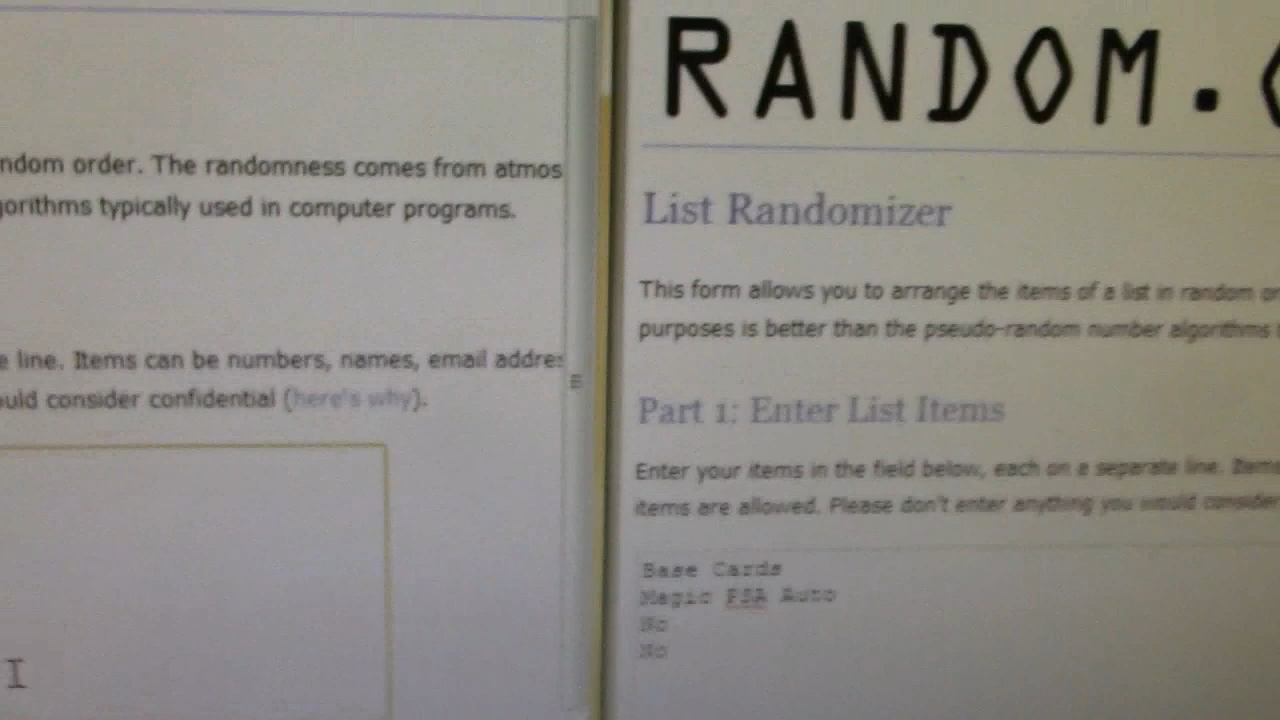 ndom order. The randomness comes from atmos
gorithms typically used in computer programs.
e line. Items can be numbers, names, email addre
ould consider confidential (here's why).
RANDOM.
List Randomizer
This form allows you to arrange the items of a list in random or
purposes is better than the pseudo-random number algorithms
Part 1: Enter List Items
Enter your items in the field below, each on a separate line. Items
items are allowed. Please don't enter anything you would consider
Base Cards
Magic PSA Auto
No
No